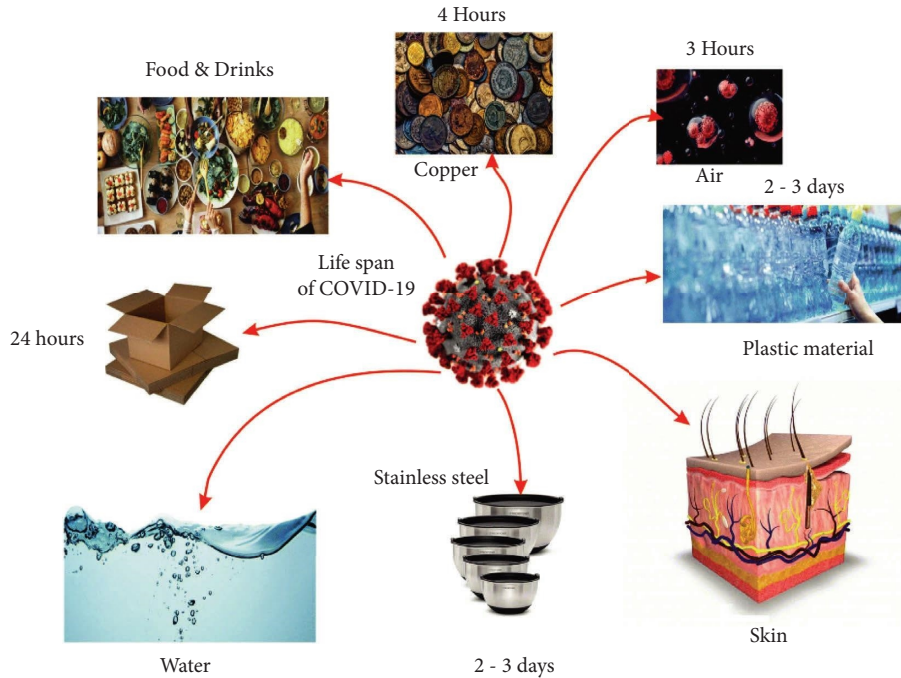 4 Hours
3 Hours
Food & Drinks
Copper
Air
2 - 3 days
Life span
of COVID-19
24 hours
Plastic material
Stainless steel
Skin
Water
2 - 3 days